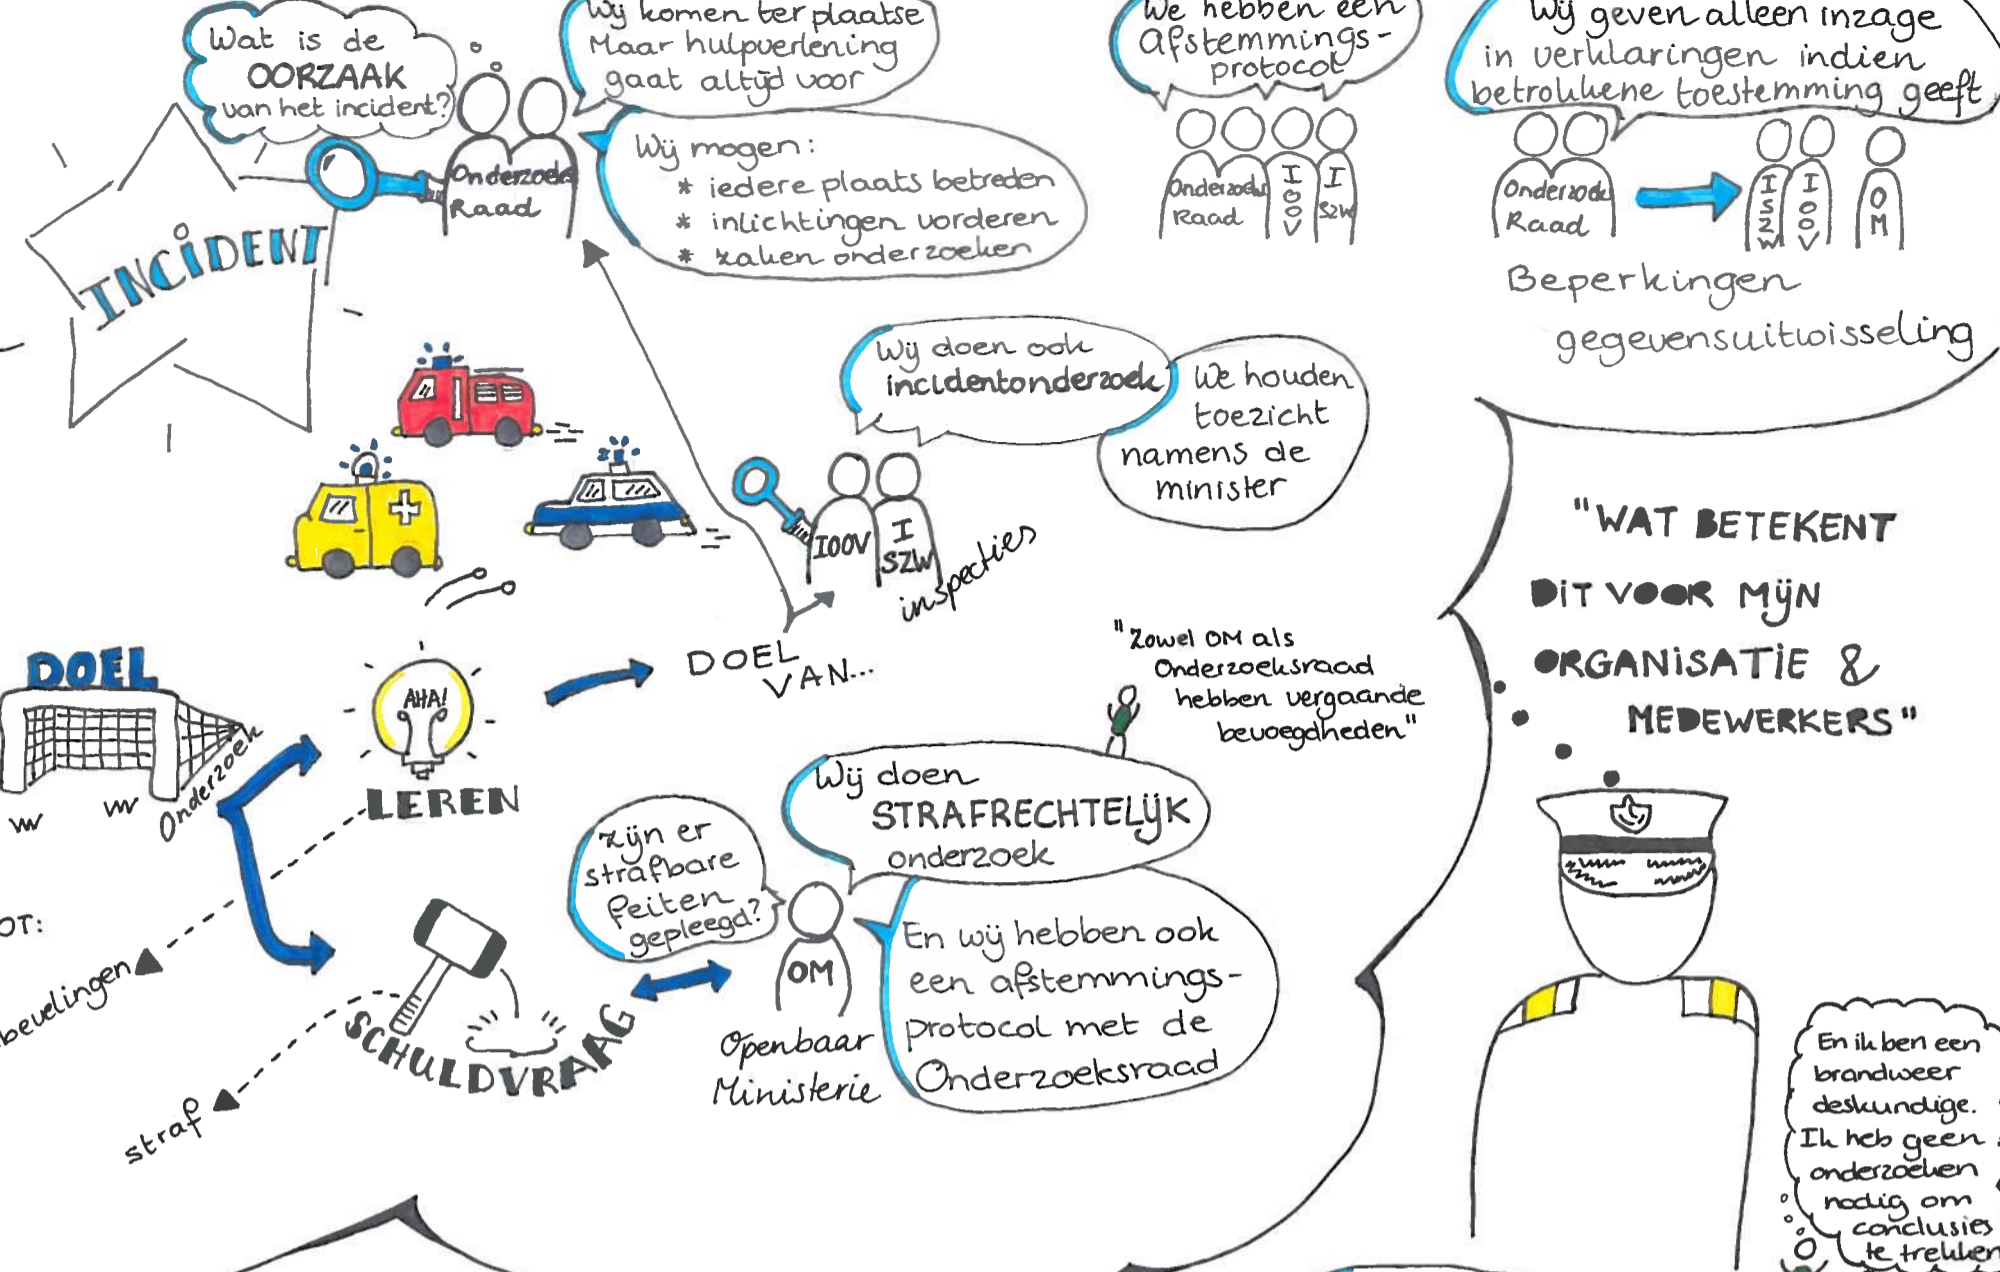 Wat is de
OORZAAK
van het incident?
Wij komen ter plaatse
Maar hulpverlening
gaat altijd voor
Wij mogen:
* iedere plaats betreden
* inlichtingen vorderen
* zaken onderzoeken
Onderzoeks
Raad
INCIDENT
We hebben een
Afstemmings-
protocol
Onderzoeks
Raad
IOOV
I
SZW
Wij geven alleen inzage
in verklaringen indien
betrokkene toestemming geeft
Onderzoek
Raad
ISZW
IOOV
OM
Beperkingen
gegevensuitwisseling
Wij doen ook
incidentonderzoek
We houden
toezicht
namens de
minister
IOOV
I
SZW
inspecties
DOEL
Onderzoek
AHA!
LEREN
DOEL
VAN...
"Zowel OM als
Onderzoeksraad
hebben vergaande
bevoegdheden"
Wij doen
STRAFRECHTELIJK
onderzoek
zijn er
strafbare
feiten
gepleegd?
OM
Openbaar
Ministerie
En wij hebben ook
een afstemmings-
protocol met de
Onderzoeksraad
SCHULDVRAAG
OT:
bevelingen
straf
"WAT BETEKENT
DIT VOOR MIJN
ORGANISATIE &
MEDEWERKERS"
En ik ben een
brandweer
deskundige.
Ik heb geen
onderzoeken
nodig om
conclusies
te trekken